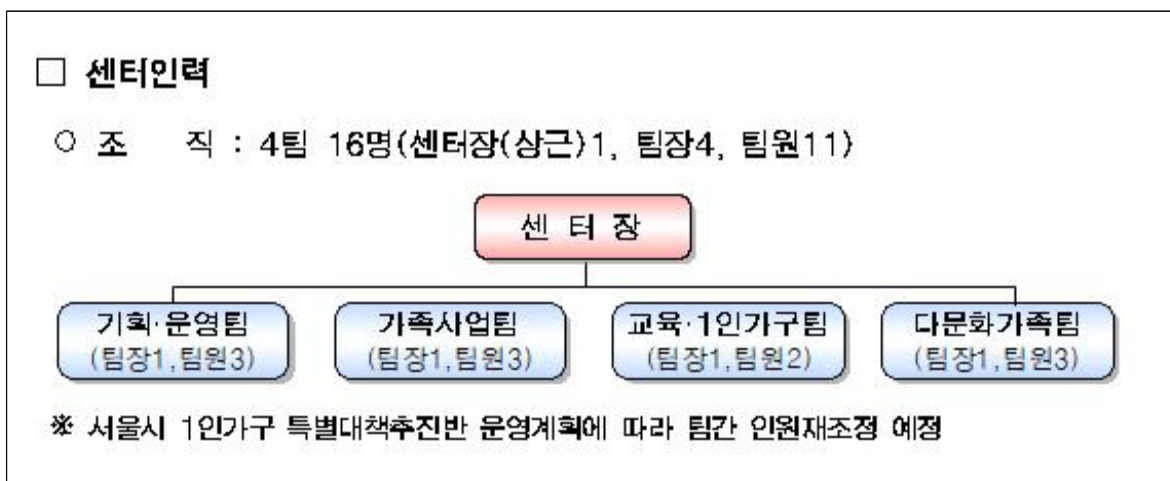 □ 센터인력
○ 조 직 : 4팀 16명(센터장(상근)1, 팀장4, 팀원11)
센 터 장
기획·운영팀 가족사업팀 교육·1인가구팀 다문화가족팀
(팀장1,팀원3) (팀장1,팀원3) (팀장1,팀원2) (팀장1,팀원3)
※ 서울시 1인가구 특별대책추진반 운영계획에 따라 팀간 인원재조정 예정